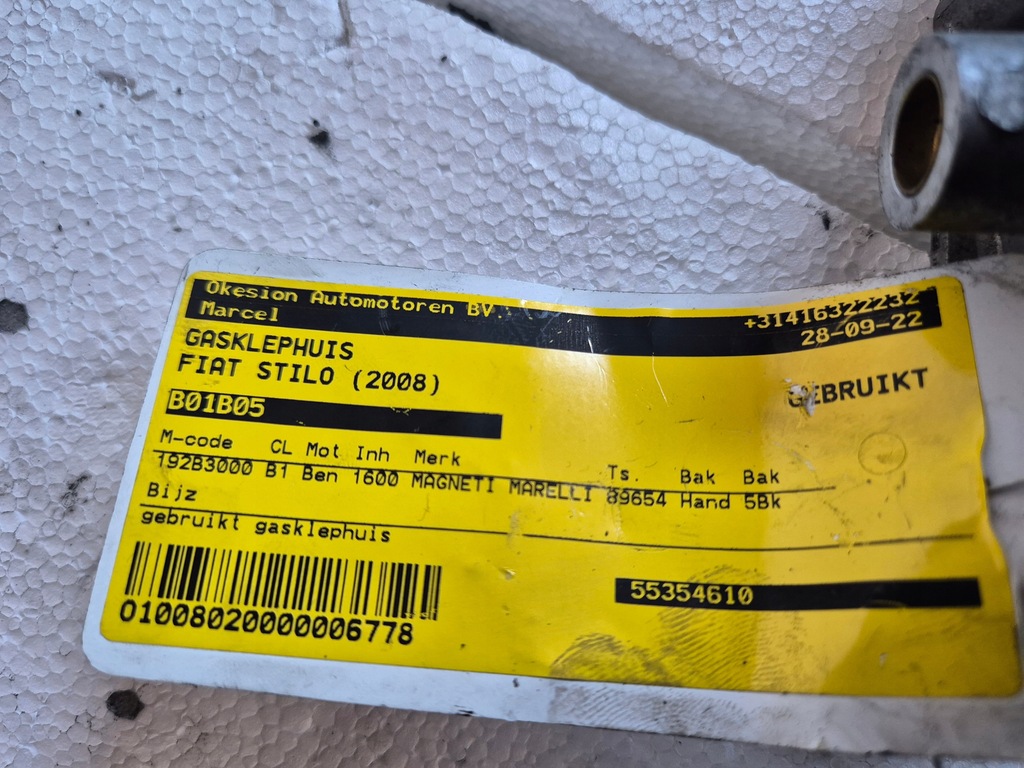 Okesion Automotoren BV.
+31416322232
Marcel
28-09-22
GASKLEPHUIS
FIAT STILO (2008)
GEBRUIKT
B01B05
M-code CL Mot Inh Merk Ts. Bak Bak
192B3000 B1 Ben 1600 MAGNETI MARELLI 89654 Hand 5Bk
Bijz
gebruikt gasklephuis
55354610
01008020000006778